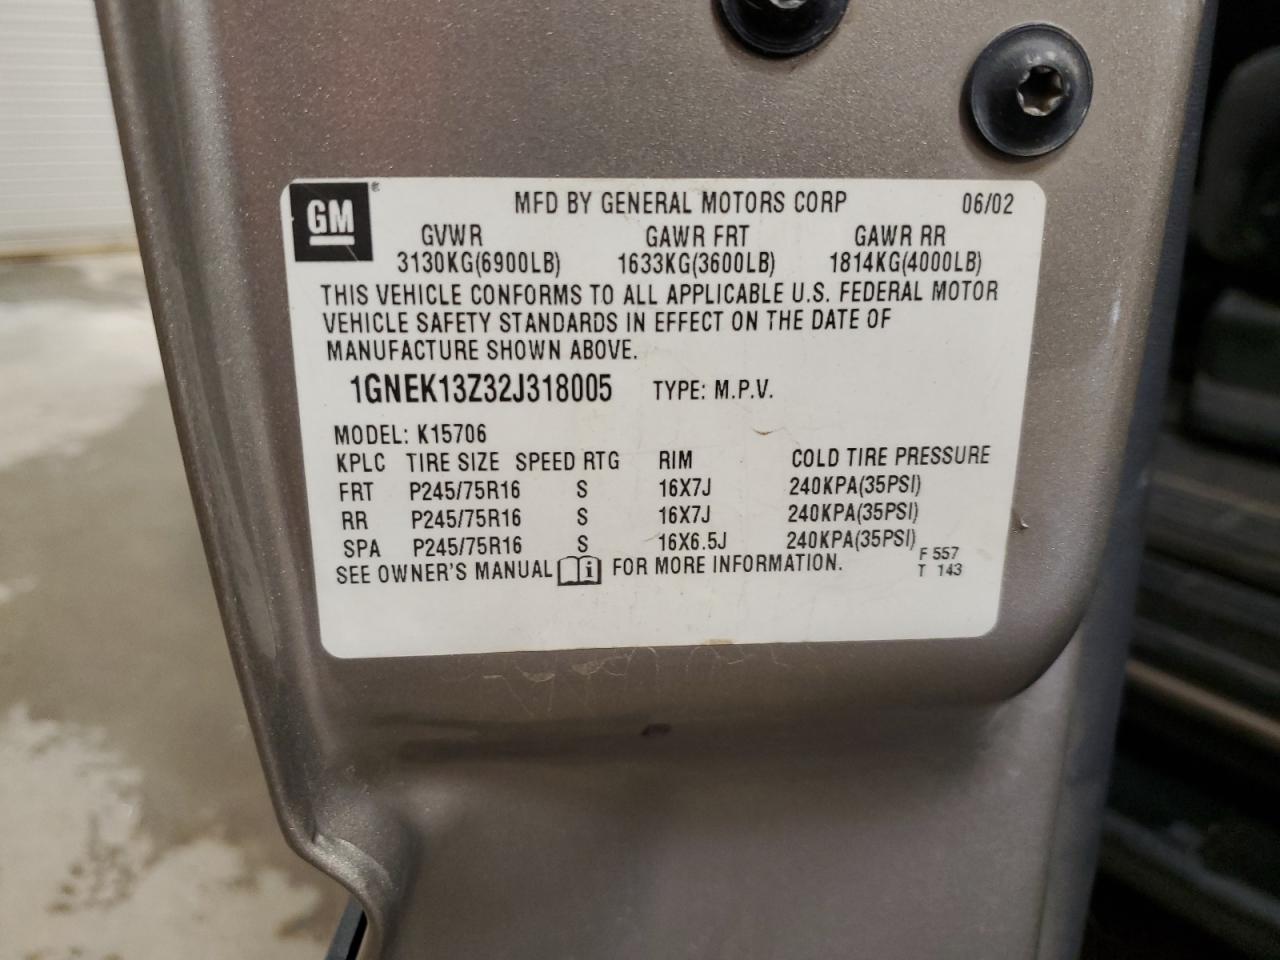 GM ® MFD BY GENERAL MOTORS CORP 06/02
GVWR GAWR FRT GAWR RR
3130KG(6900LB) 1633KG(3600LB) 1814KG(4000LB)
THIS VEHICLE CONFORMS TO ALL APPLICABLE U.S. FEDERAL MOTOR
VEHICLE SAFETY STANDARDS IN EFFECT ON THE DATE OF
MANUFACTURE SHOWN ABOVE.
1GNEK13Z32J318005 TYPE: M.P.V.
MODEL: K15706
KPLC TIRE SIZE SPEED RTG RIM COLD TIRE PRESSURE
FRT P245/75R16 S 16X7J 240KPA(35PSI)
RR P245/75R16 S 16X7J 240KPA(35PSI)
SPA P245/75R16 S 16X6.5J 240KPA(35PSI)
SEE OWNER'S MANUAL i FOR MORE INFORMATION.
F 557
T 143